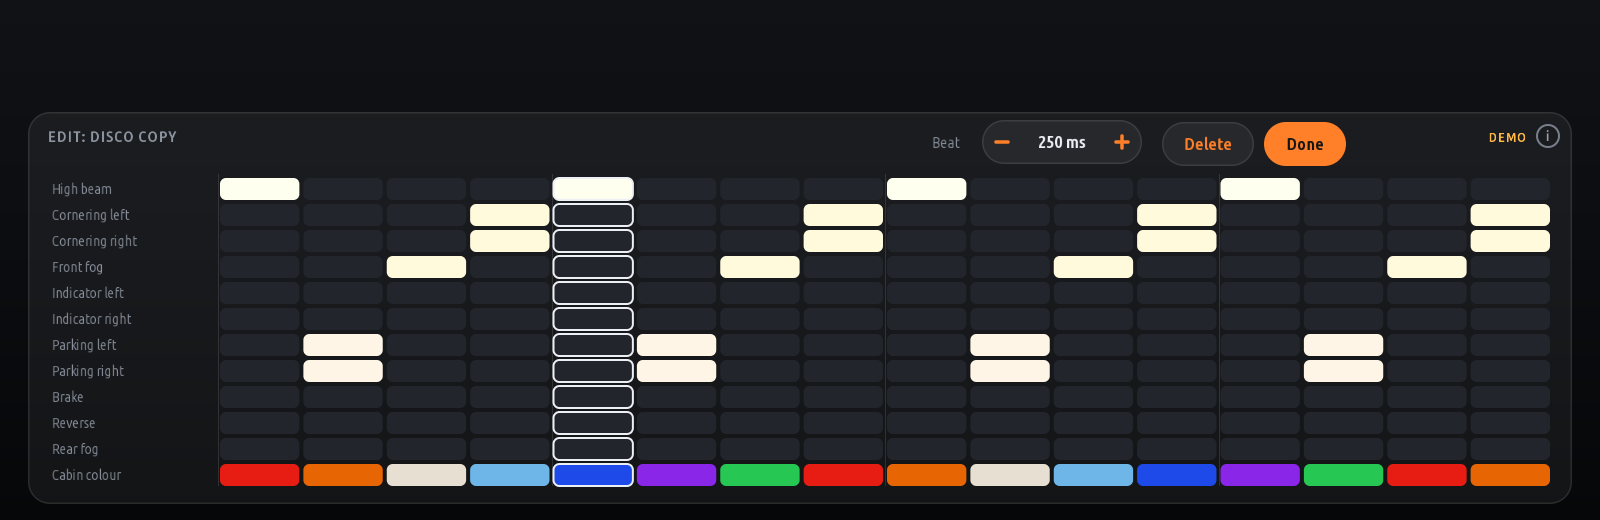 EDIT: DISCO COPY
Beat
− 250 ms +
Delete
Done
DEMO
i
High beam
Cornering left
Cornering right
Front fog
Indicator left
Indicator right
Parking left
Parking right
Brake
Reverse
Rear fog
Cabin colour